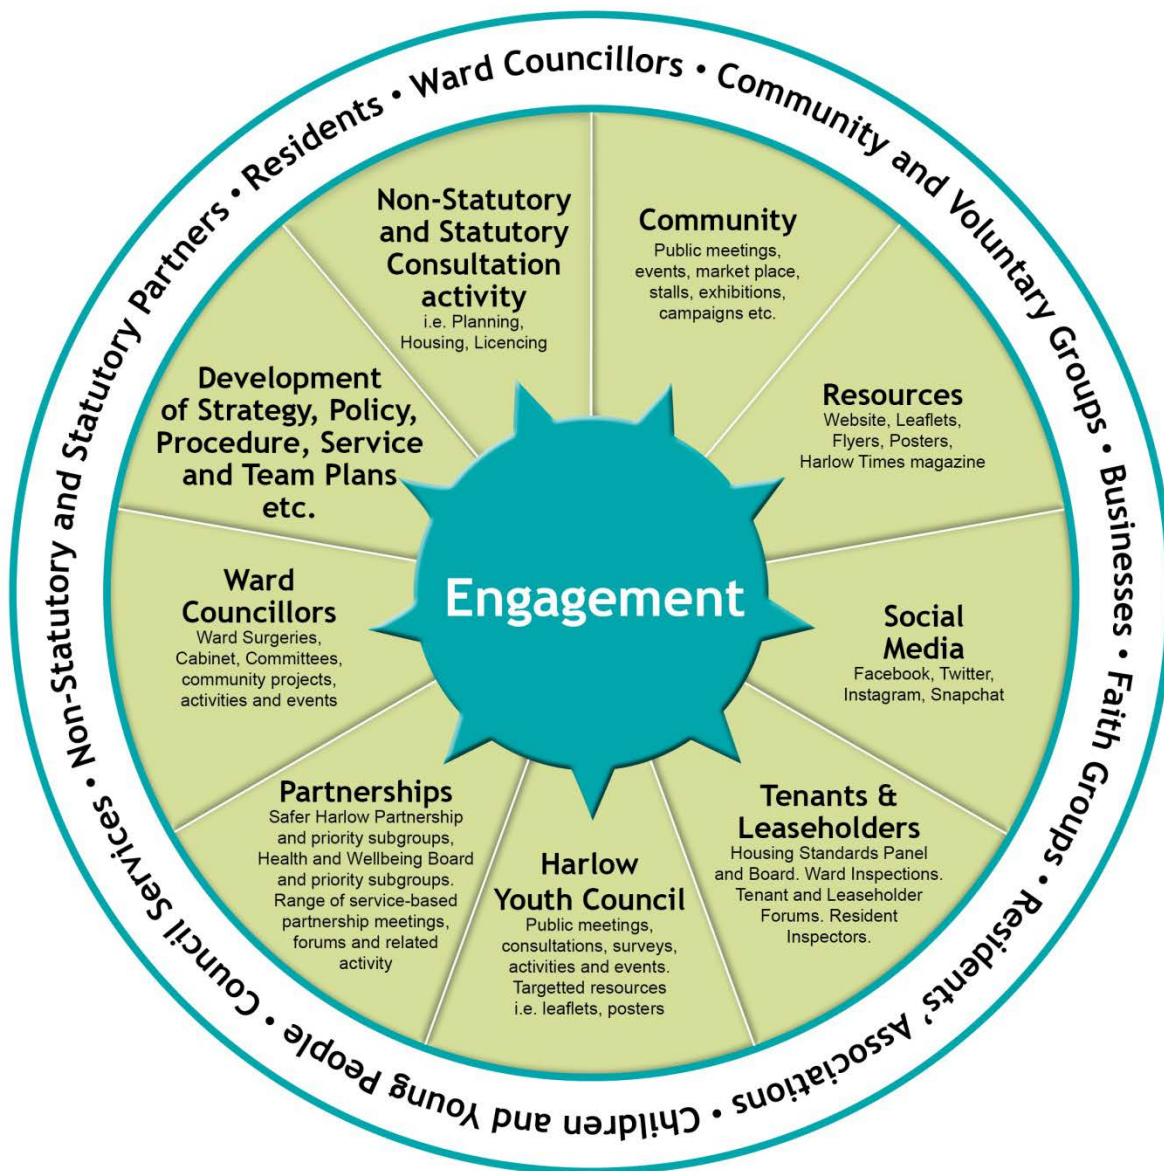 Non-Statutory and Statutory Partners • Residents • Ward Councillors • Community and Voluntary Groups • Businesses • Faith Groups • Residents’ Associations • Children and Young People • Council Services •
Engagement
Community
Public meetings,
events, market place,
stalls, exhibitions,
campaigns etc.
Resources
Website, Leaflets,
Flyers, Posters,
Harlow Times magazine
Social
Media
Facebook, Twitter,
Instagram, Snapchat
Tenants &
Leaseholders
Housing Standards Panel
and Board. Ward Inspections.
Tenant and Leaseholder
Forums. Resident
Inspectors.
Harlow
Youth Council
Public meetings,
consultations, surveys,
activities and events.
Targetted resources
i.e. leaflets, posters
Partnerships
Safer Harlow Partnership
and priority subgroups,
Health and Wellbeing Board
and priority subgroups.
Range of service-based
partnership meetings,
forums and related
activity
Ward
Councillors
Ward Surgeries,
Cabinet, Committees,
community projects,
activities and events
Development
of Strategy, Policy,
Procedure, Service
and Team Plans
etc.
Non-Statutory
and Statutory
Consultation
activity
i.e. Planning,
Housing, Licencing